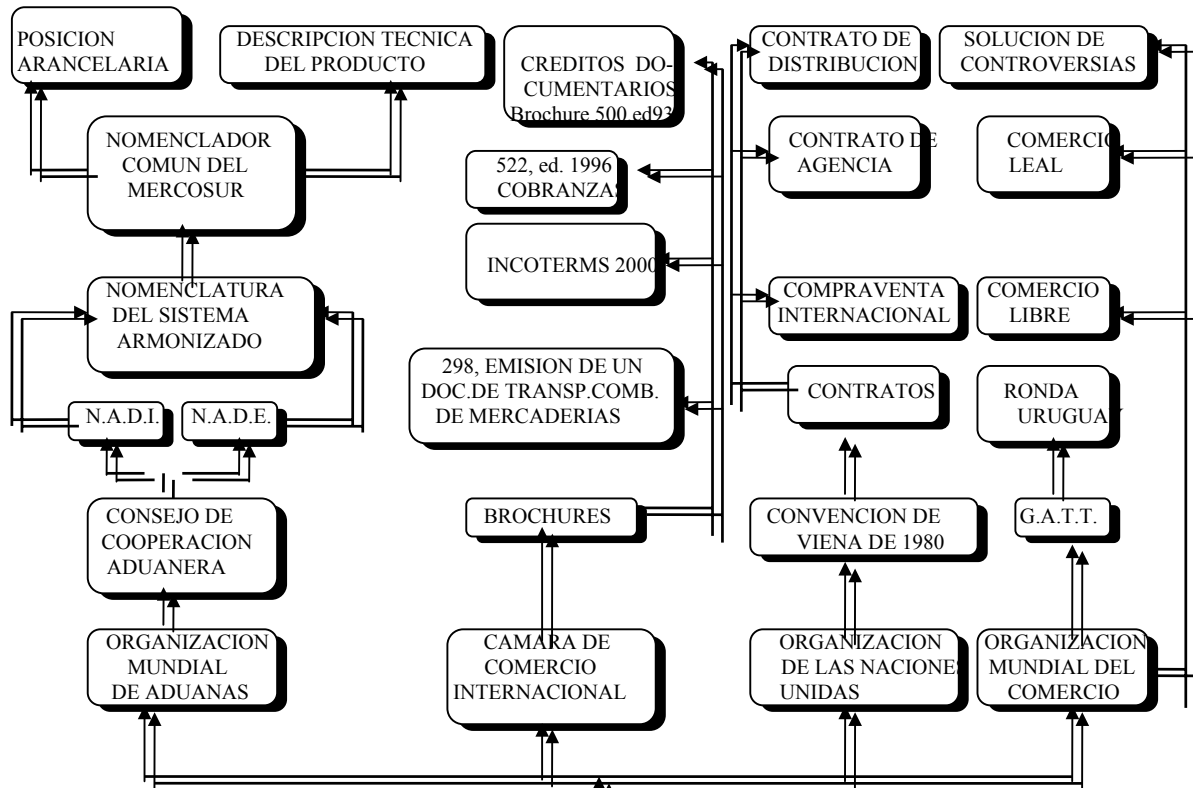 POSICION
ARANCELARIA
DESCRIPCION TECNICA
DEL PRODUCTO
CREDITOS DO-
CUMENTARIOS
Brochure 500 ed93
CONTRATO DE
DISTRIBUCION
SOLUCION DE
CONTROVERSIAS
NOMENCLADOR
COMUN DEL
MERCOSUR
522, ed. 1996
COBRANZAS
CONTRATO DE
AGENCIA
COMERCIO
LEAL
INCOTERMS 2000
NOMENCLATURA
DEL SISTEMA
ARMONIZADO
COMPRAVENTA
INTERNACIONAL
COMERCIO
LIBRE
298, EMISION DE UN
DOC.DE TRANSP.COMB.
DE MERCADERIAS
CONTRATOS
RONDA
URUGUAY
N.A.D.I.
N.A.D.E.
CONSEJO DE
COOPERACION
ADUANERA
BROCHURES
CONVENCION DE
VIENA DE 1980
G.A.T.T.
ORGANIZACION
MUNDIAL
DE ADUANAS
CAMARA DE
COMERCIO
INTERNACIONAL
ORGANIZACION
DE LAS NACIONES
UNIDAS
ORGANIZACION
MUNDIAL DEL
COMERCIO